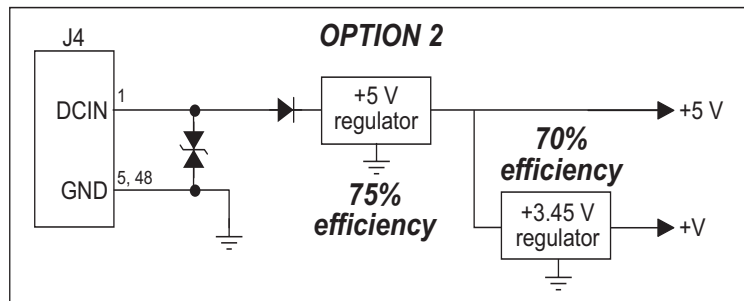 OPTION 2
J4
DCIN
1
GND
5, 48
+5 V
regulator
75%
efficiency
+5 V
70%
efficiency
+3.45 V
regulator
+V